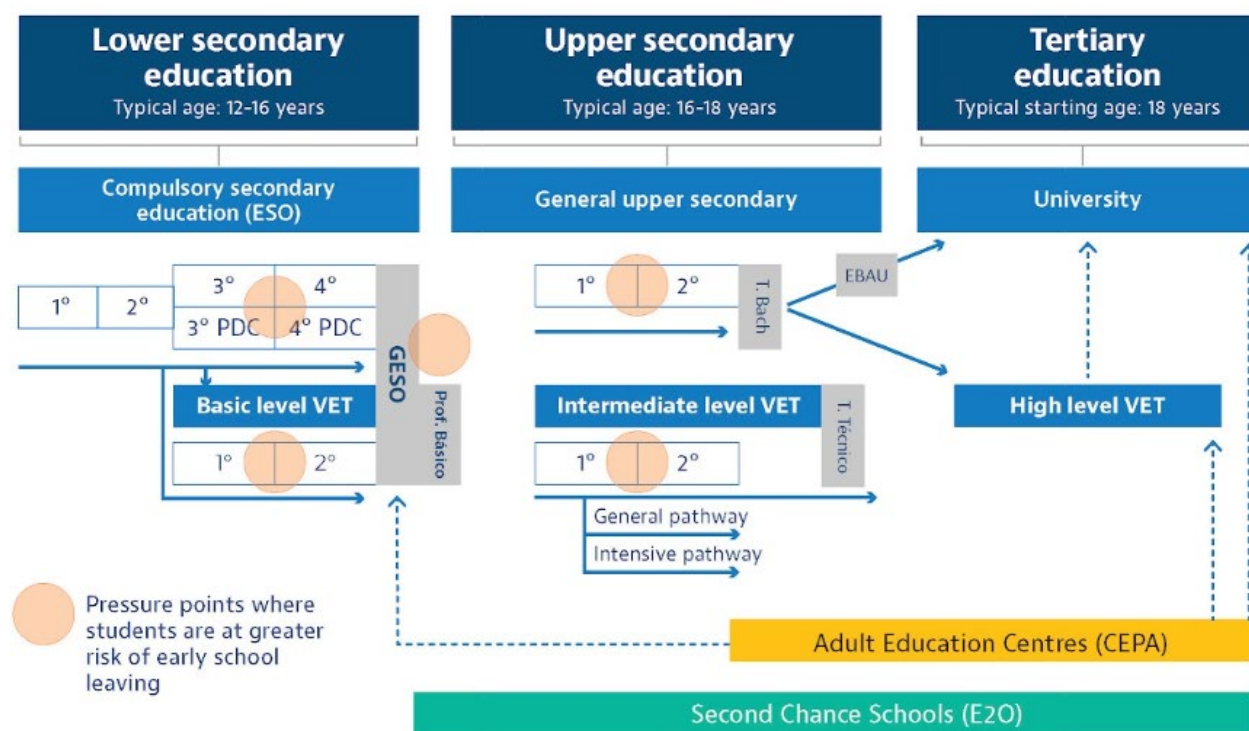 Lower secondary
education
Typical age: 12-16 years
Upper secondary
education
Typical age: 16-18 years
Tertiary
education
Typical starting age: 18 years
Compulsory secondary
education (ESO)
General upper secondary
University
1°
2°
3°
4°
3° PDC
4° PDC
GESO
Prof. Básico
Basic level VET
1°
2°
1°
2°
T. Bach
EBAU
Intermediate level VET
T. Técnico
1°
2°
General pathway
Intensive pathway
High level VET
Pressure points where
students are at greater
risk of early school
leaving
Adult Education Centres (CEPA)
Second Chance Schools (E2O)